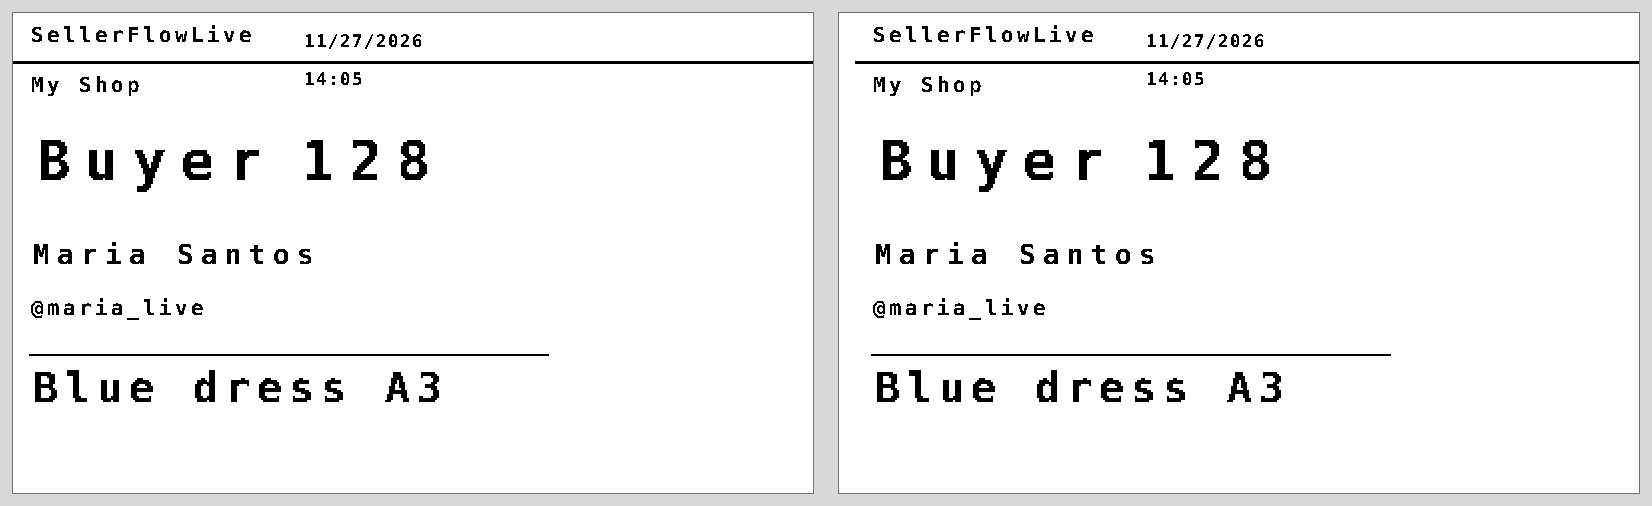 SellerFlowLive 11/27/2026
My Shop 14:05
Buyer 128
Maria Santos
@maria_live
Blue dress A3
SellerFlowLive 11/27/2026
My Shop 14:05
Buyer 128
Maria Santos
@maria_live
Blue dress A3